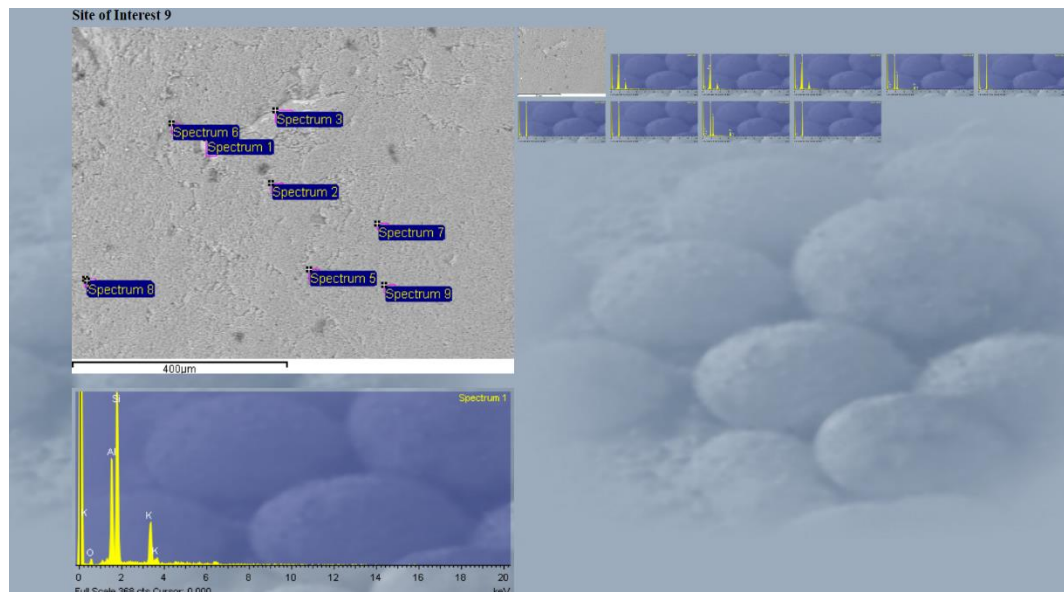 Site of Interest 9
Spectrum 3
Spectrum 6
Spectrum 1
Spectrum 2
Spectrum 7
Spectrum 5
Spectrum 8
Spectrum 9
400μm
Spectrum 1
Si
Al
K
K
O
K
0 2 4 6 8 10 12 14 16 18 20
Full Scale 368 cts Cursor: 0.000 keV